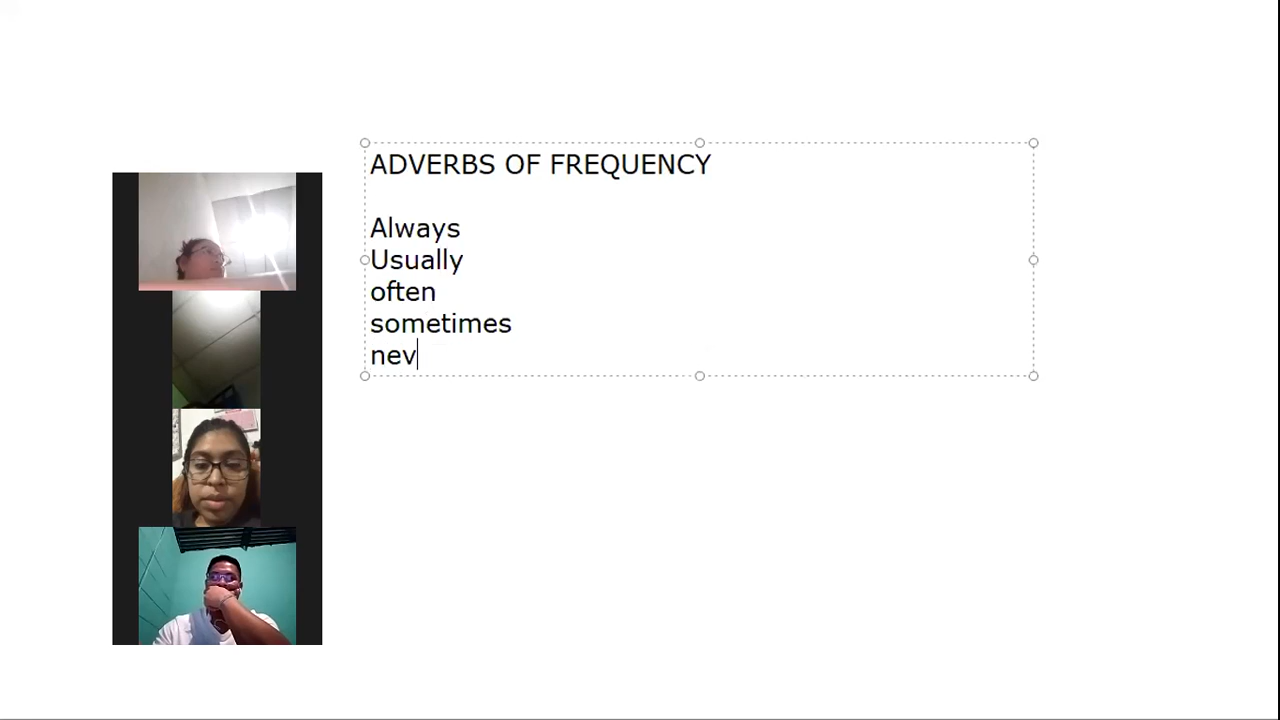 ADVERBS OF FREQUENCY
Always
Usually
often
sometimes
nev